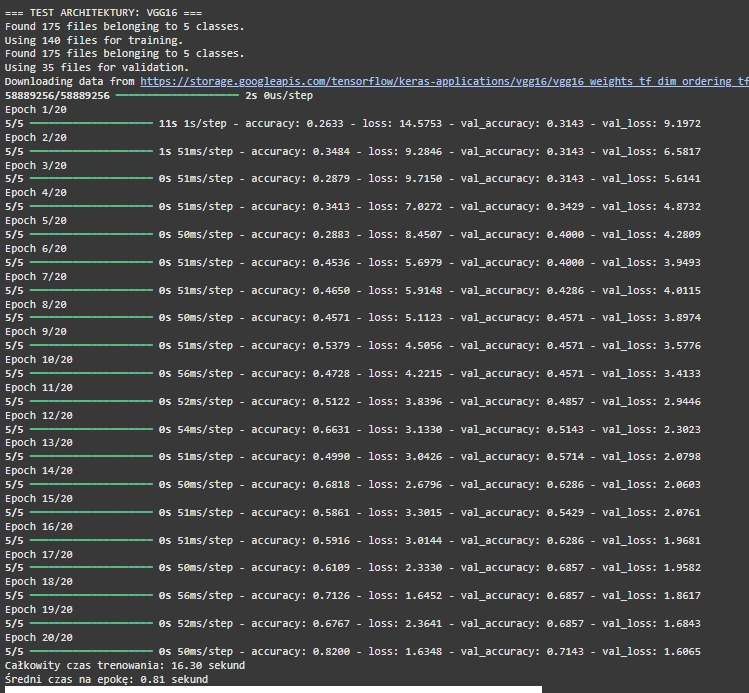 === TEST ARCHITEKTURY: VGG16 ===
Found 175 files belonging to 5 classes.
Using 140 files for training.
Found 175 files belonging to 5 classes.
Using 35 files for validation.
Downloading data from https://storage.googleapis.com/tensorflow/keras-applications/vgg16/vgg16_weights_tf_dim_ordering_tf
58889256/58889256 ━━━━━━━━━━━━━━━━━━━━ 2s 0us/step
Epoch 1/20
5/5 ━━━━━━━━━━━━━━━━━━━━ 11s 1s/step - accuracy: 0.2633 - loss: 14.5753 - val_accuracy: 0.3143 - val_loss: 9.1972
Epoch 2/20
5/5 ━━━━━━━━━━━━━━━━━━━━ 1s 51ms/step - accuracy: 0.3484 - loss: 9.2846 - val_accuracy: 0.3143 - val_loss: 6.5817
Epoch 3/20
5/5 ━━━━━━━━━━━━━━━━━━━━ 0s 51ms/step - accuracy: 0.2879 - loss: 9.7150 - val_accuracy: 0.3143 - val_loss: 5.6141
Epoch 4/20
5/5 ━━━━━━━━━━━━━━━━━━━━ 0s 51ms/step - accuracy: 0.3413 - loss: 7.0272 - val_accuracy: 0.3429 - val_loss: 4.8732
Epoch 5/20
5/5 ━━━━━━━━━━━━━━━━━━━━ 0s 50ms/step - accuracy: 0.2883 - loss: 8.4507 - val_accuracy: 0.4000 - val_loss: 4.2809
Epoch 6/20
5/5 ━━━━━━━━━━━━━━━━━━━━ 0s 51ms/step - accuracy: 0.4536 - loss: 5.6979 - val_accuracy: 0.4000 - val_loss: 3.9493
Epoch 7/20
5/5 ━━━━━━━━━━━━━━━━━━━━ 0s 51ms/step - accuracy: 0.4650 - loss: 5.9148 - val_accuracy: 0.4286 - val_loss: 4.0115
Epoch 8/20
5/5 ━━━━━━━━━━━━━━━━━━━━ 0s 50ms/step - accuracy: 0.4571 - loss: 5.1123 - val_accuracy: 0.4571 - val_loss: 3.8974
Epoch 9/20
5/5 ━━━━━━━━━━━━━━━━━━━━ 0s 51ms/step - accuracy: 0.5379 - loss: 4.5056 - val_accuracy: 0.4571 - val_loss: 3.5776
Epoch 10/20
5/5 ━━━━━━━━━━━━━━━━━━━━ 0s 56ms/step - accuracy: 0.4728 - loss: 4.2215 - val_accuracy: 0.4571 - val_loss: 3.4133
Epoch 11/20
5/5 ━━━━━━━━━━━━━━━━━━━━ 0s 52ms/step - accuracy: 0.5122 - loss: 3.8396 - val_accuracy: 0.4857 - val_loss: 2.9446
Epoch 12/20
5/5 ━━━━━━━━━━━━━━━━━━━━ 0s 54ms/step - accuracy: 0.6631 - loss: 3.1330 - val_accuracy: 0.5143 - val_loss: 2.3023
Epoch 13/20
5/5 ━━━━━━━━━━━━━━━━━━━━ 0s 51ms/step - accuracy: 0.4990 - loss: 3.0426 - val_accuracy: 0.5714 - val_loss: 2.0798
Epoch 14/20
5/5 ━━━━━━━━━━━━━━━━━━━━ 0s 50ms/step - accuracy: 0.6818 - loss: 2.6796 - val_accuracy: 0.6286 - val_loss: 2.0603
Epoch 15/20
5/5 ━━━━━━━━━━━━━━━━━━━━ 0s 51ms/step - accuracy: 0.5861 - loss: 3.3015 - val_accuracy: 0.5429 - val_loss: 2.0761
Epoch 16/20
5/5 ━━━━━━━━━━━━━━━━━━━━ 0s 51ms/step - accuracy: 0.5916 - loss: 3.0144 - val_accuracy: 0.6286 - val_loss: 1.9681
Epoch 17/20
5/5 ━━━━━━━━━━━━━━━━━━━━ 0s 50ms/step - accuracy: 0.6109 - loss: 2.3330 - val_accuracy: 0.6857 - val_loss: 1.9582
Epoch 18/20
5/5 ━━━━━━━━━━━━━━━━━━━━ 0s 56ms/step - accuracy: 0.7126 - loss: 1.6452 - val_accuracy: 0.6857 - val_loss: 1.8617
Epoch 19/20
5/5 ━━━━━━━━━━━━━━━━━━━━ 0s 52ms/step - accuracy: 0.6767 - loss: 2.3641 - val_accuracy: 0.6857 - val_loss: 1.6843
Epoch 20/20
5/5 ━━━━━━━━━━━━━━━━━━━━ 0s 50ms/step - accuracy: 0.8200 - loss: 1.6348 - val_accuracy: 0.7143 - val_loss: 1.6065
Całkowity czas trenowania: 16.30 sekund
Średni czas na epokę: 0.81 sekund